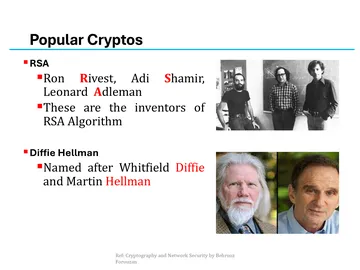 Popular Cryptos
RSA
Ron Rivest, Adi Shamir,
Leonard Adleman
These are the inventors of
RSA Algorithm
Diffie Hellman
Named after Whitfield Diffie
and Martin Hellman
Ref: Cryptography and Network Security by Behrouz
Forouzan